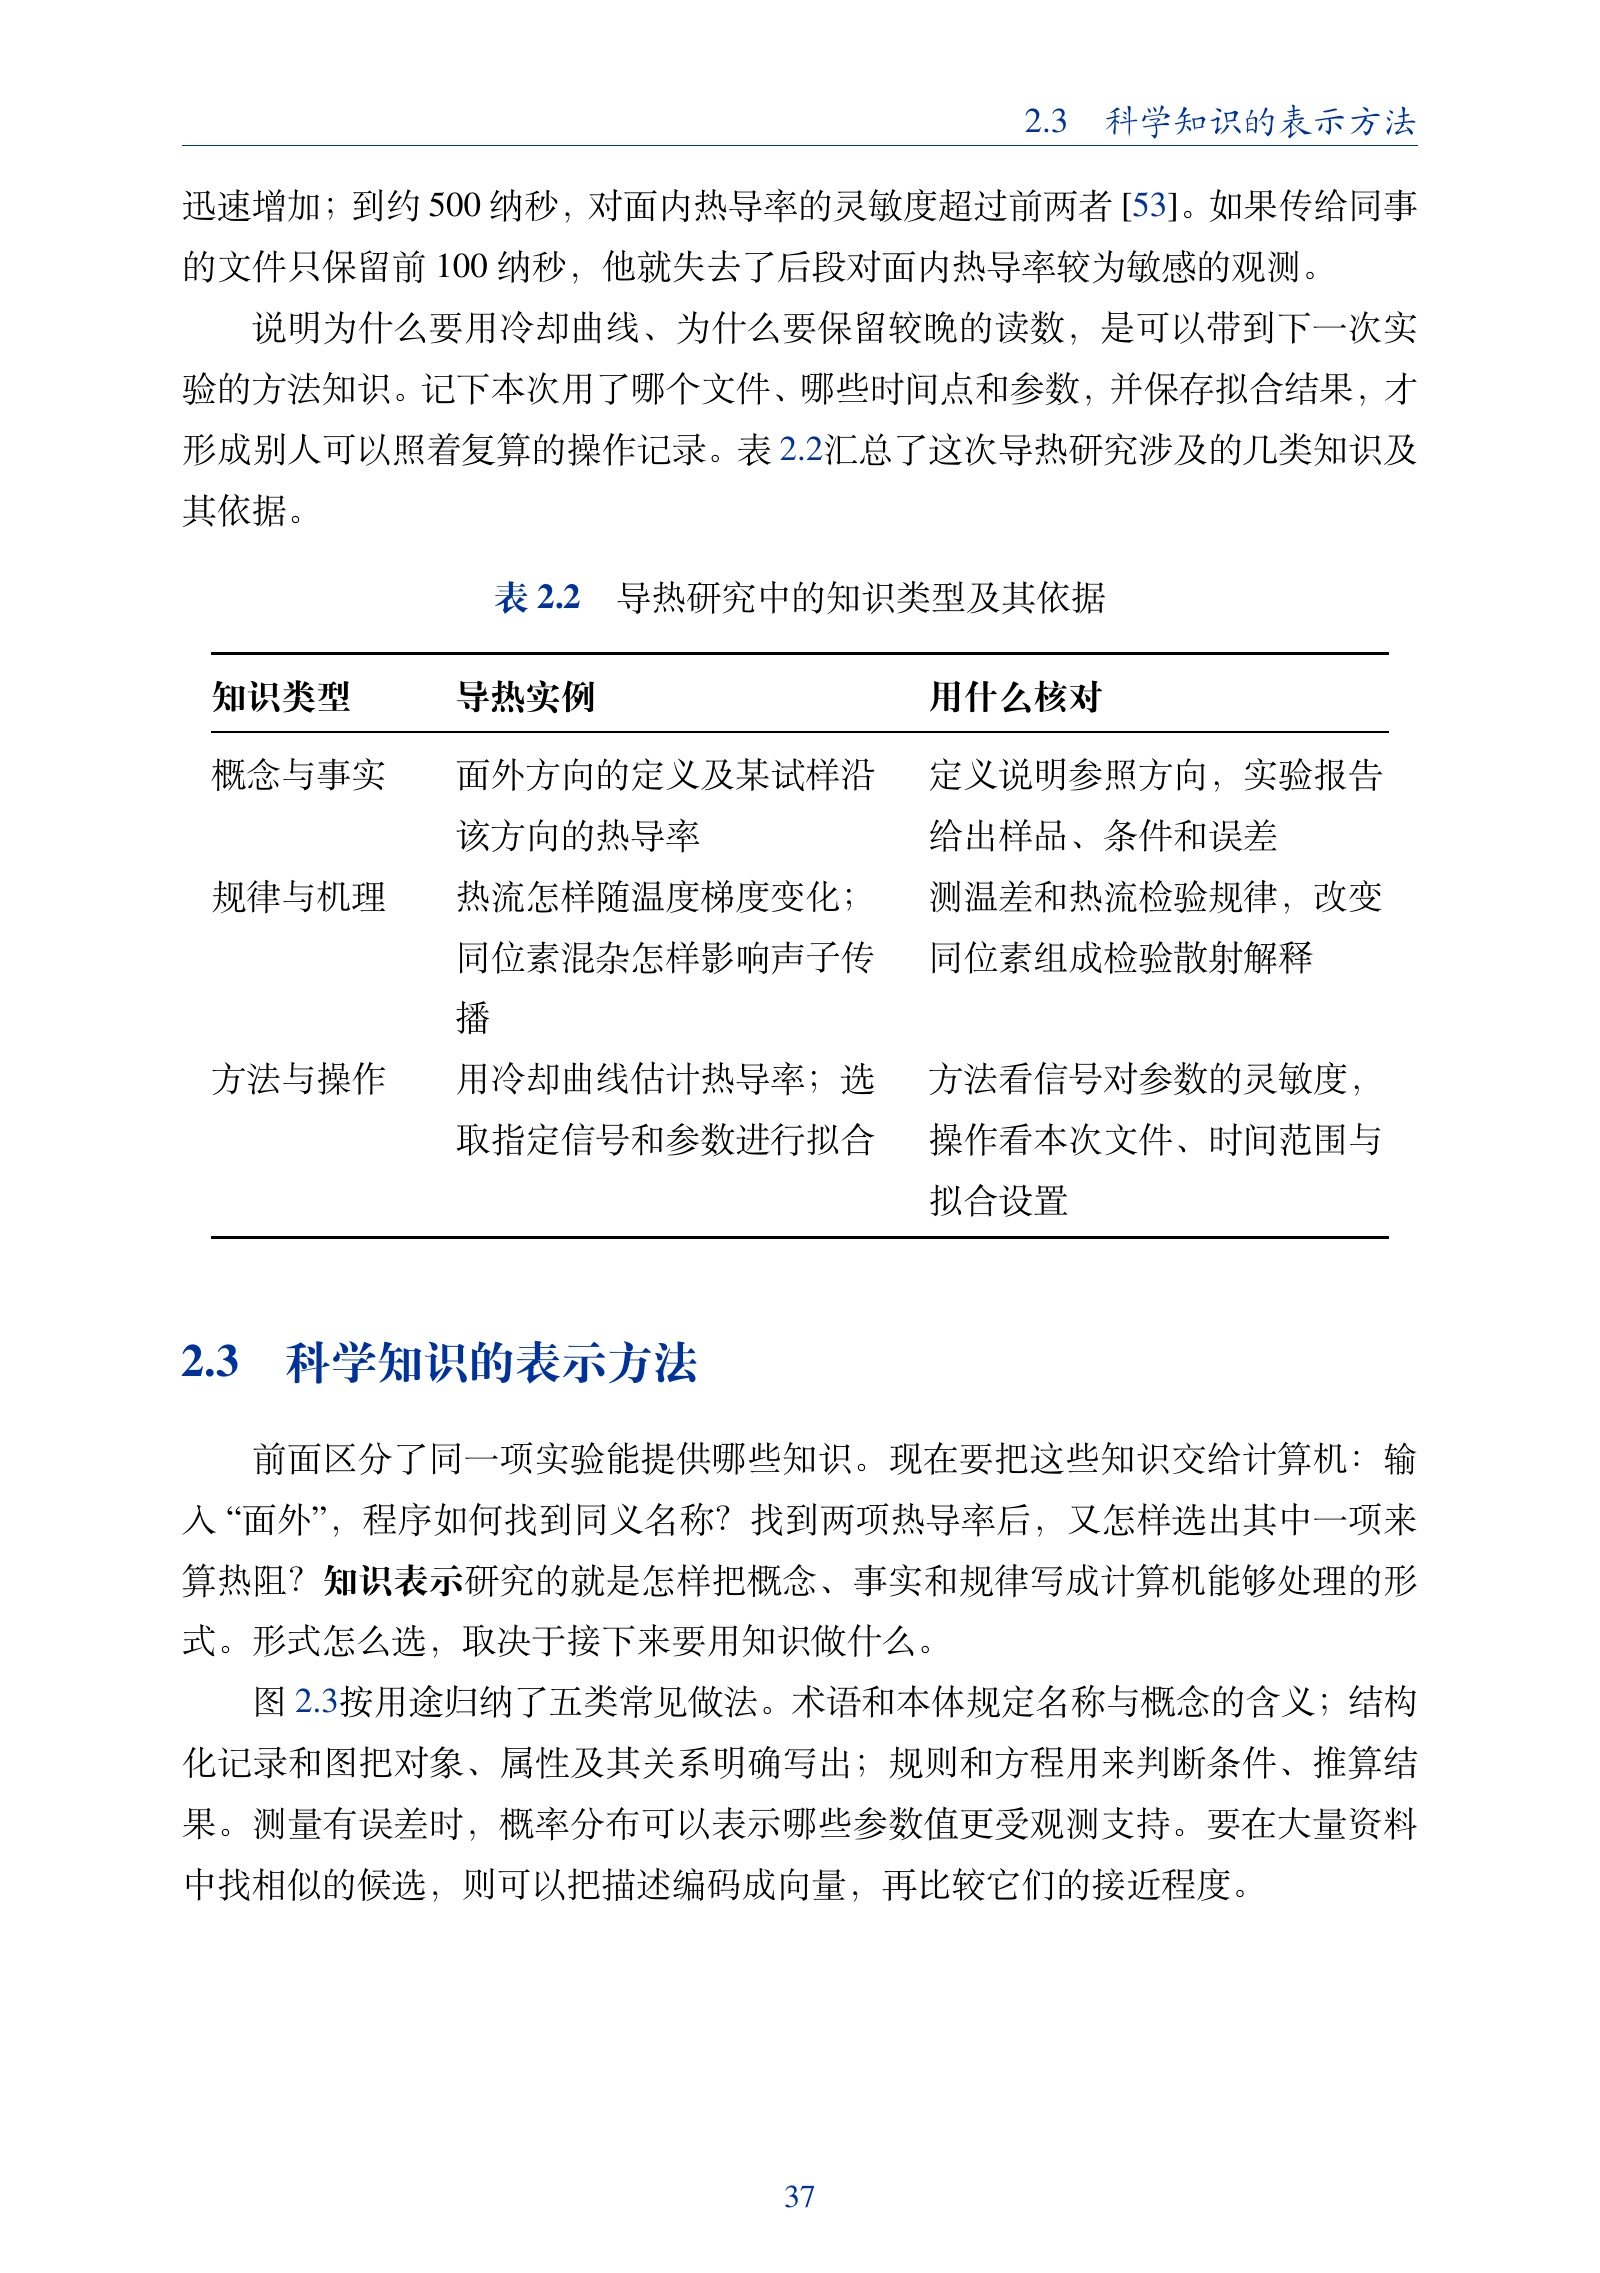 2.3 科学知识的表示方法
迅速增加；到约 500 纳秒，对面内热导率的灵敏度超过前两者 [53]。如果传给同事
的文件只保留前 100 纳秒，他就失去了后段对面内热导率较为敏感的观测。
说明为什么要用冷却曲线、为什么要保留较晚的读数，是可以带到下一次实
验的方法知识。记下本次用了哪个文件、哪些时间点和参数，并保存拟合结果，才
形成别人可以照着复算的操作记录。表 2.2汇总了这次导热研究涉及的几类知识及
其依据。
表 2.2 导热研究中的知识类型及其依据
知识类型 导热实例 用什么核对
概念与事实 面外方向的定义及某试样沿 定义说明参照方向，实验报告
该方向的热导率 给出样品、条件和误差
规律与机理 热流怎样随温度梯度变化； 测温差和热流检验规律，改变
同位素混杂怎样影响声子传 同位素组成检验散射解释
播
方法与操作 用冷却曲线估计热导率；选 方法看信号对参数的灵敏度，
取指定信号和参数进行拟合 操作看本次文件、时间范围与
拟合设置
2.3 科学知识的表示方法
前面区分了同一项实验能提供哪些知识。现在要把这些知识交给计算机：输
入 “面外”，程序如何找到同义名称？找到两项热导率后，又怎样选出其中一项来
算热阻？知识表示研究的就是怎样把概念、事实和规律写成计算机能够处理的形
式。形式怎么选，取决于接下来要用知识做什么。
图 2.3按用途归纳了五类常见做法。术语和本体规定名称与概念的含义；结构
化记录和图把对象、属性及其关系明确写出；规则和方程用来判断条件、推算结
果。测量有误差时，概率分布可以表示哪些参数值更受观测支持。要在大量资料
中找相似的候选，则可以把描述编码成向量，再比较它们的接近程度。
37